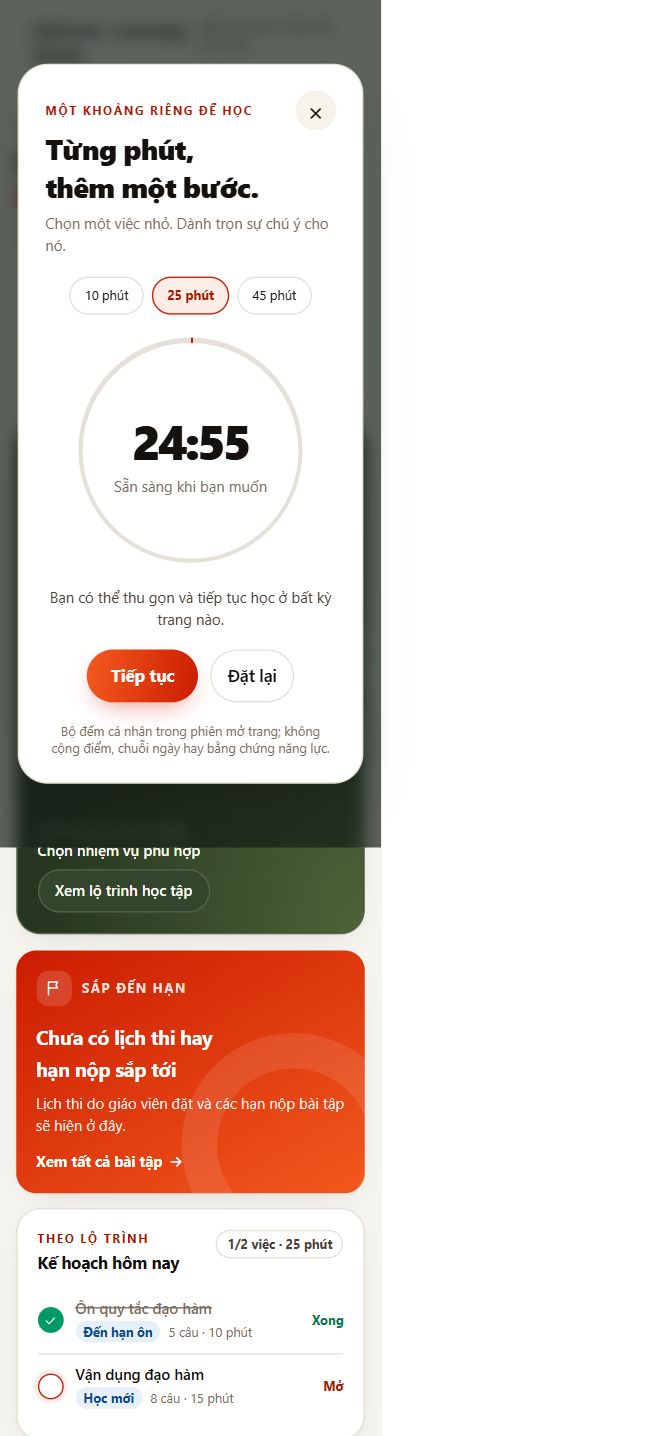 MỘT KHOẢNG RIÊNG ĐỂ HỌC
Từng phút,
thêm một bước.
Chọn một việc nhỏ. Dành trọn sự chú ý cho
nó.
10 phút
25 phút
45 phút
24:55
Sẵn sàng khi bạn muốn
Bạn có thể thu gọn và tiếp tục học ở bất kỳ
trang nào.
Tiếp tục
Đặt lại
Bộ đếm cá nhân trong phiên mở trang; không
cộng điểm, chuỗi ngày hay bằng chứng năng lực.
Chọn nhiệm vụ phù hợp
Xem lộ trình học tập
SẮP ĐẾN HẠN
Chưa có lịch thi hay
hạn nộp sắp tới
Lịch thi do giáo viên đặt và các hạn nộp bài tập
sẽ hiện ở đây.
Xem tất cả bài tập →
THEO LỘ TRÌNH
1/2 việc · 25 phút
Kế hoạch hôm nay
Ôn quy tắc đạo hàm
Đến hạn ôn 5 câu · 10 phút
Xong
Vận dụng đạo hàm
Học mới 8 câu · 15 phút
Mở